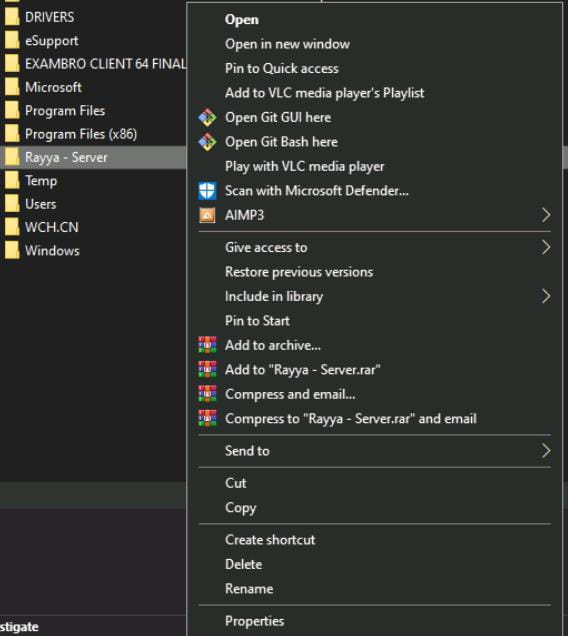 DRIVERS
eSupport
EXAMBRO CLIENT 64 FINAL
Microsoft
Program Files
Program Files (x86)
Rayya - Server
Temp
Users
WCH.CN
Windows
Open
Open in new window
Pin to Quick access
Add to VLC media player's Playlist
Open Git GUI here
Open Git Bash here
Play with VLC media player
Scan with Microsoft Defender...
AIMP3
Give access to
Restore previous versions
Include in library
Pin to Start
Add to archive...
Add to "Rayya - Server.rar"
Compress and email...
Compress to "Rayya - Server.rar" and email
Send to
Cut
Copy
Create shortcut
Delete
Rename
Properties
stigate